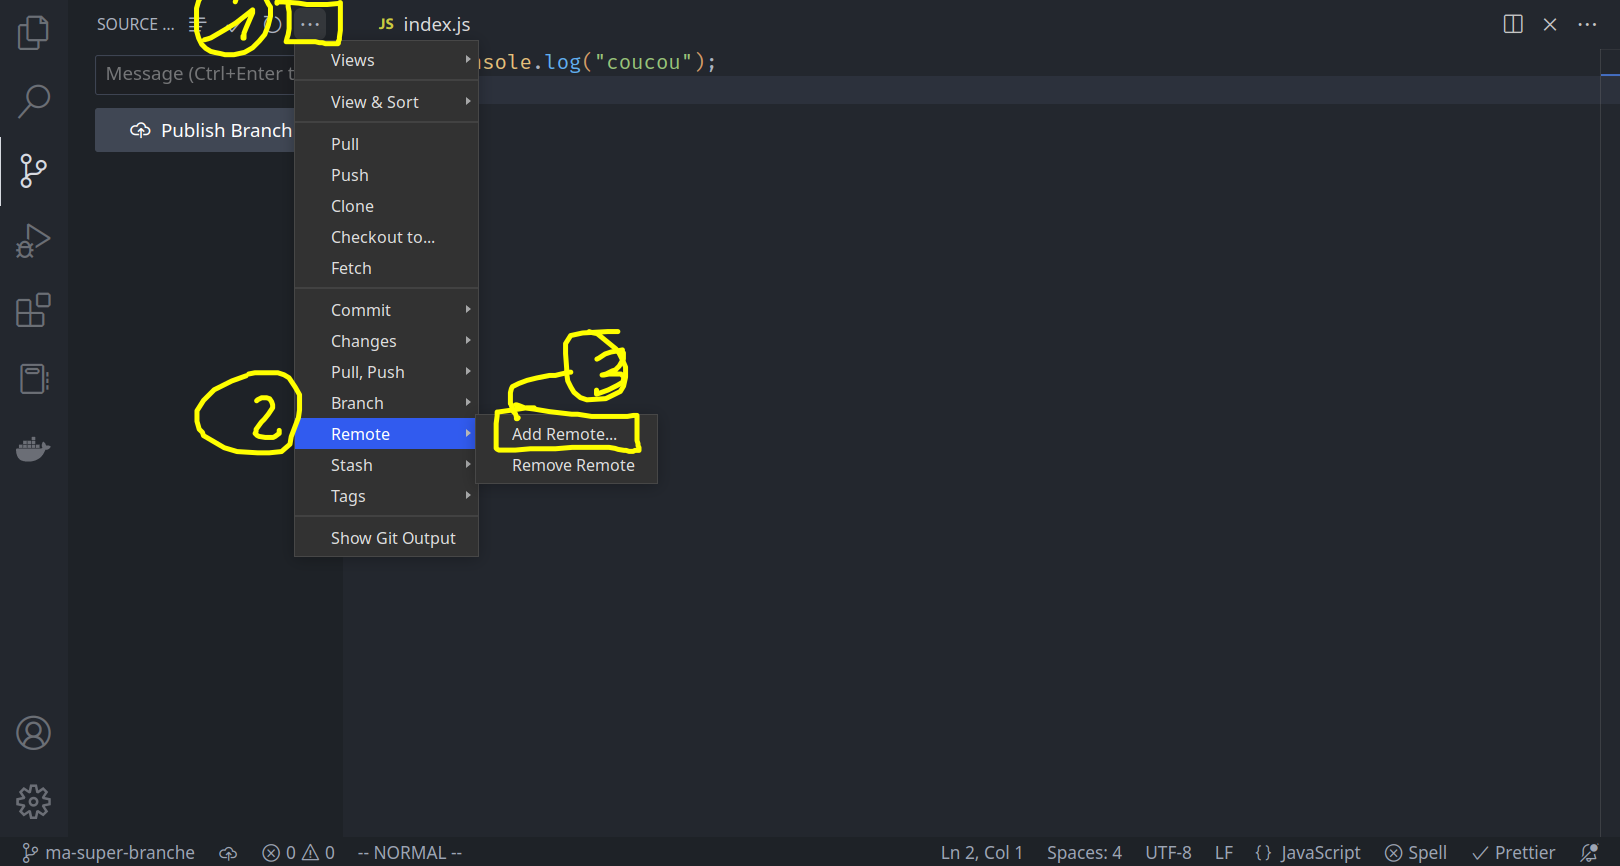 SOURCE ...
1
JS index.js
Message (Ctrl+Enter t
Publish Branch
Views
View & Sort
Pull
Push
Clone
Checkout to...
Fetch
Commit
Changes
Pull, Push
Branch
Remote
Stash
Tags
Show Git Output
2
3
Add Remote...
Remove Remote
nsole.log("coucou");
ma-super-branche
0 0 -- NORMAL --
Ln 2, Col 1 Spaces: 4 UTF-8 LF {} JavaScript Spell Prettier